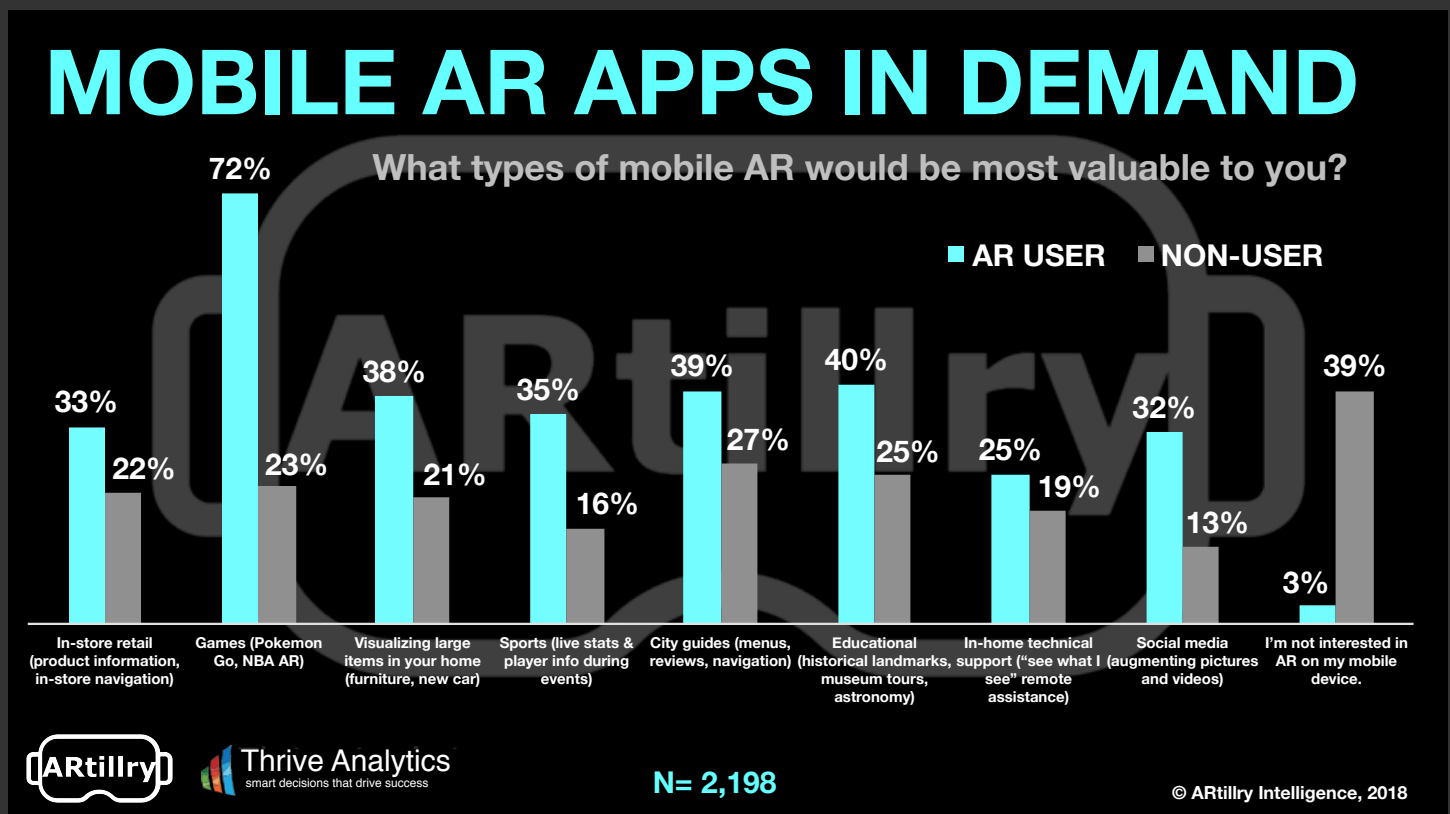 MOBILE AR APPS IN DEMAND
What types of mobile AR would be most valuable to you?
AR USER
NON-USER
ARtillry
33%
22%
72%
23%
38%
21%
35%
16%
39%
27%
40%
25%
25%
19%
32%
13%
3%
39%
In-store retail
(product information,
in-store navigation)
Games (Pokemon
Go, NBA AR)
Visualizing large
items in your home
(furniture, new car)
Sports (live stats &
player info during
events)
City guides (menus,
reviews, navigation)
Educational
(historical landmarks,
museum tours,
astronomy)
In-home technical
support (“see what I
see” remote
assistance)
Social media
(augmenting pictures
and videos)
I’m not interested in
AR on my mobile
device.
ARtillry
Thrive Analytics
smart decisions that drive success
N= 2,198
© ARtillry Intelligence, 2018